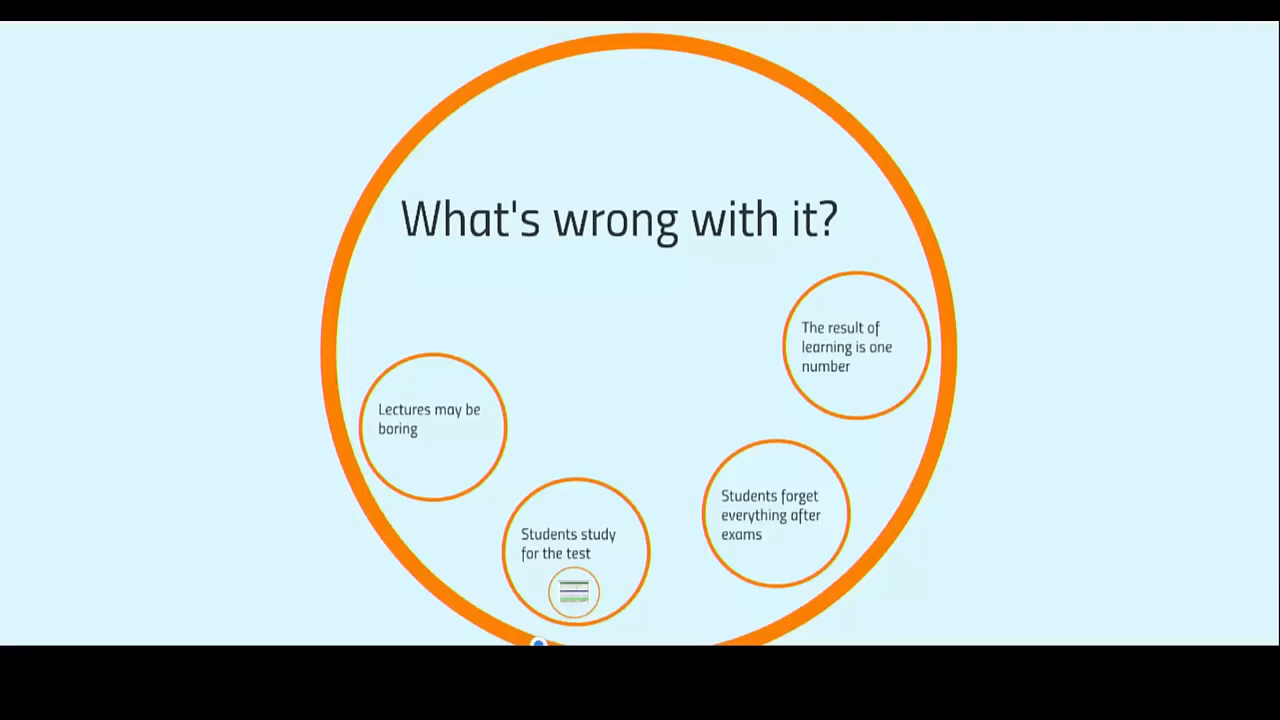 What's wrong with it?
The result of
learning is one
number
Lectures may be
boring
Students forget
everything after
exams
Students study
for the test